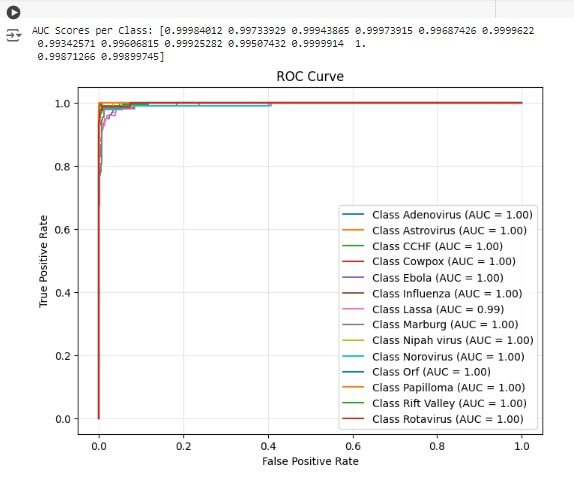 AUC Scores per Class: [0.99984012 0.99733929 0.99943865 0.99973915 0.99687426 0.9999622
0.99342571 0.99606815 0.99925282 0.99507432 0.9999914 1.
0.99871266 0.99899745]
ROC Curve
1.0
0.8
0.6
0.4
0.2
0.0
True Positive Rate
Class Adenovirus (AUC = 1.00)
Class Astrovirus (AUC = 1.00)
Class CCHF (AUC = 1.00)
Class Cowpox (AUC = 1.00)
Class Ebola (AUC = 1.00)
Class Influenza (AUC = 1.00)
Class Lassa (AUC = 0.99)
Class Marburg (AUC = 1.00)
Class Nipah virus (AUC = 1.00)
Class Norovirus (AUC = 1.00)
Class Orf (AUC = 1.00)
Class Papilloma (AUC = 1.00)
Class Rift Valley (AUC = 1.00)
Class Rotavirus (AUC = 1.00)
0.0 0.2 0.4 0.6 0.8 1.0
False Positive Rate